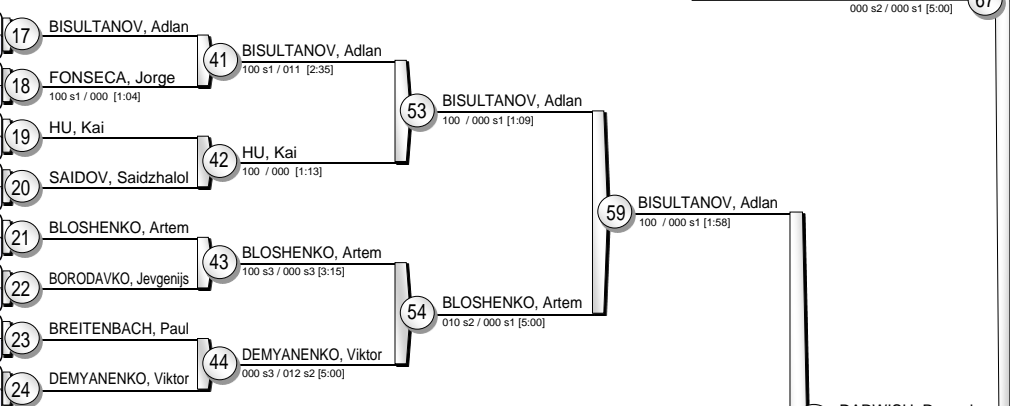 67
000 s2 / 000 s1 [5:00]
17 BISULTANOV, Adlan
41 BISULTANOV, Adlan
100 s1 / 011 [2:35]
18 FONSECA, Jorge
100 s1 / 000 [1:04]
53 BISULTANOV, Adlan
100 / 000 s1 [1:09]
19 HU, Kai
42 HU, Kai
100 / 000 [1:13]
20 SAIDOV, Saidzhalol
59 BISULTANOV, Adlan
100 / 000 s1 [1:58]
21 BLOSHENKO, Artem
43 BLOSHENKO, Artem
100 s3 / 000 s3 [3:15]
22 BORODAVKO, Jevgenijs
54 BLOSHENKO, Artem
010 s2 / 000 s1 [5:00]
23 BREITENBACH, Paul
44 DEMYANENKO, Viktor
000 s3 / 012 s2 [5:00]
24 DEMYANENKO, Viktor